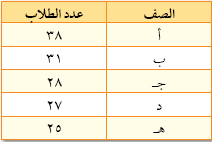 الصف عدد الطلاب
أ ٣٨
ب ٣١
جـ ٢٨
د ٢٧
هـ ٢٥